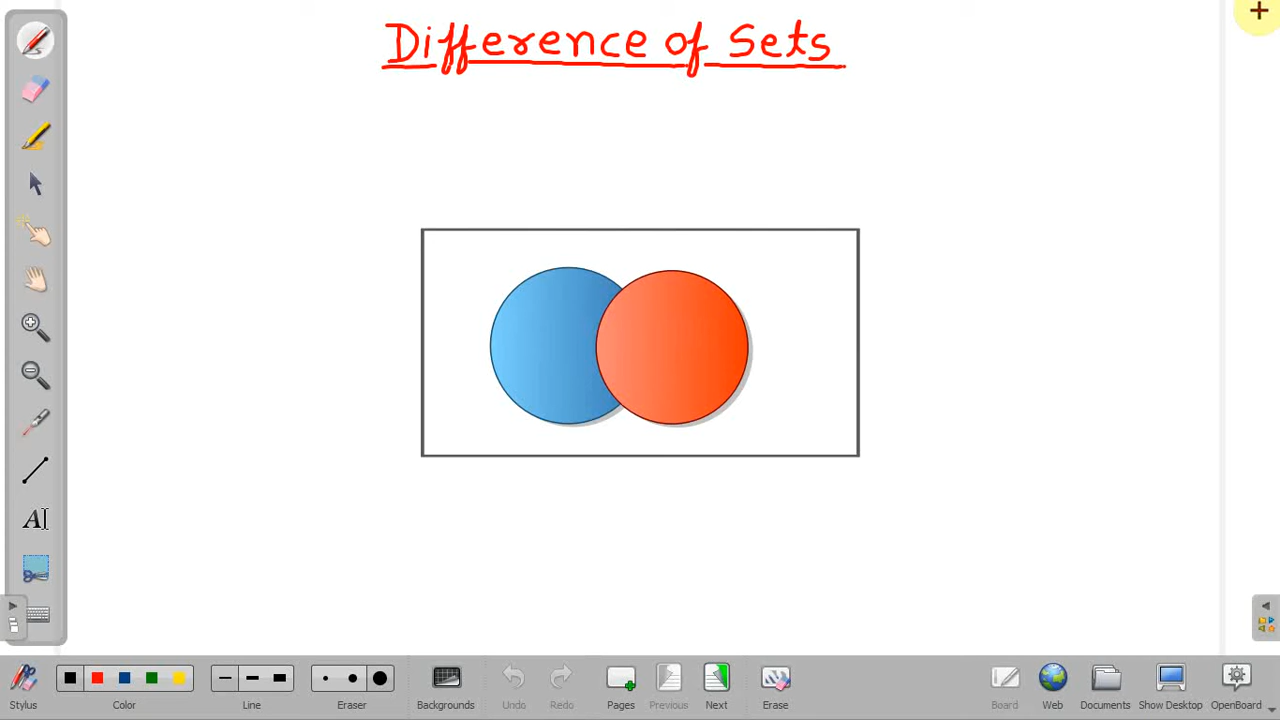 Difference of Sets
A
Stylus
Color
Line
Eraser
Backgrounds
Undo
Redo
Pages
Previous
Next
Erase
Board
Web
Documents
Show Desktop
OpenBoard